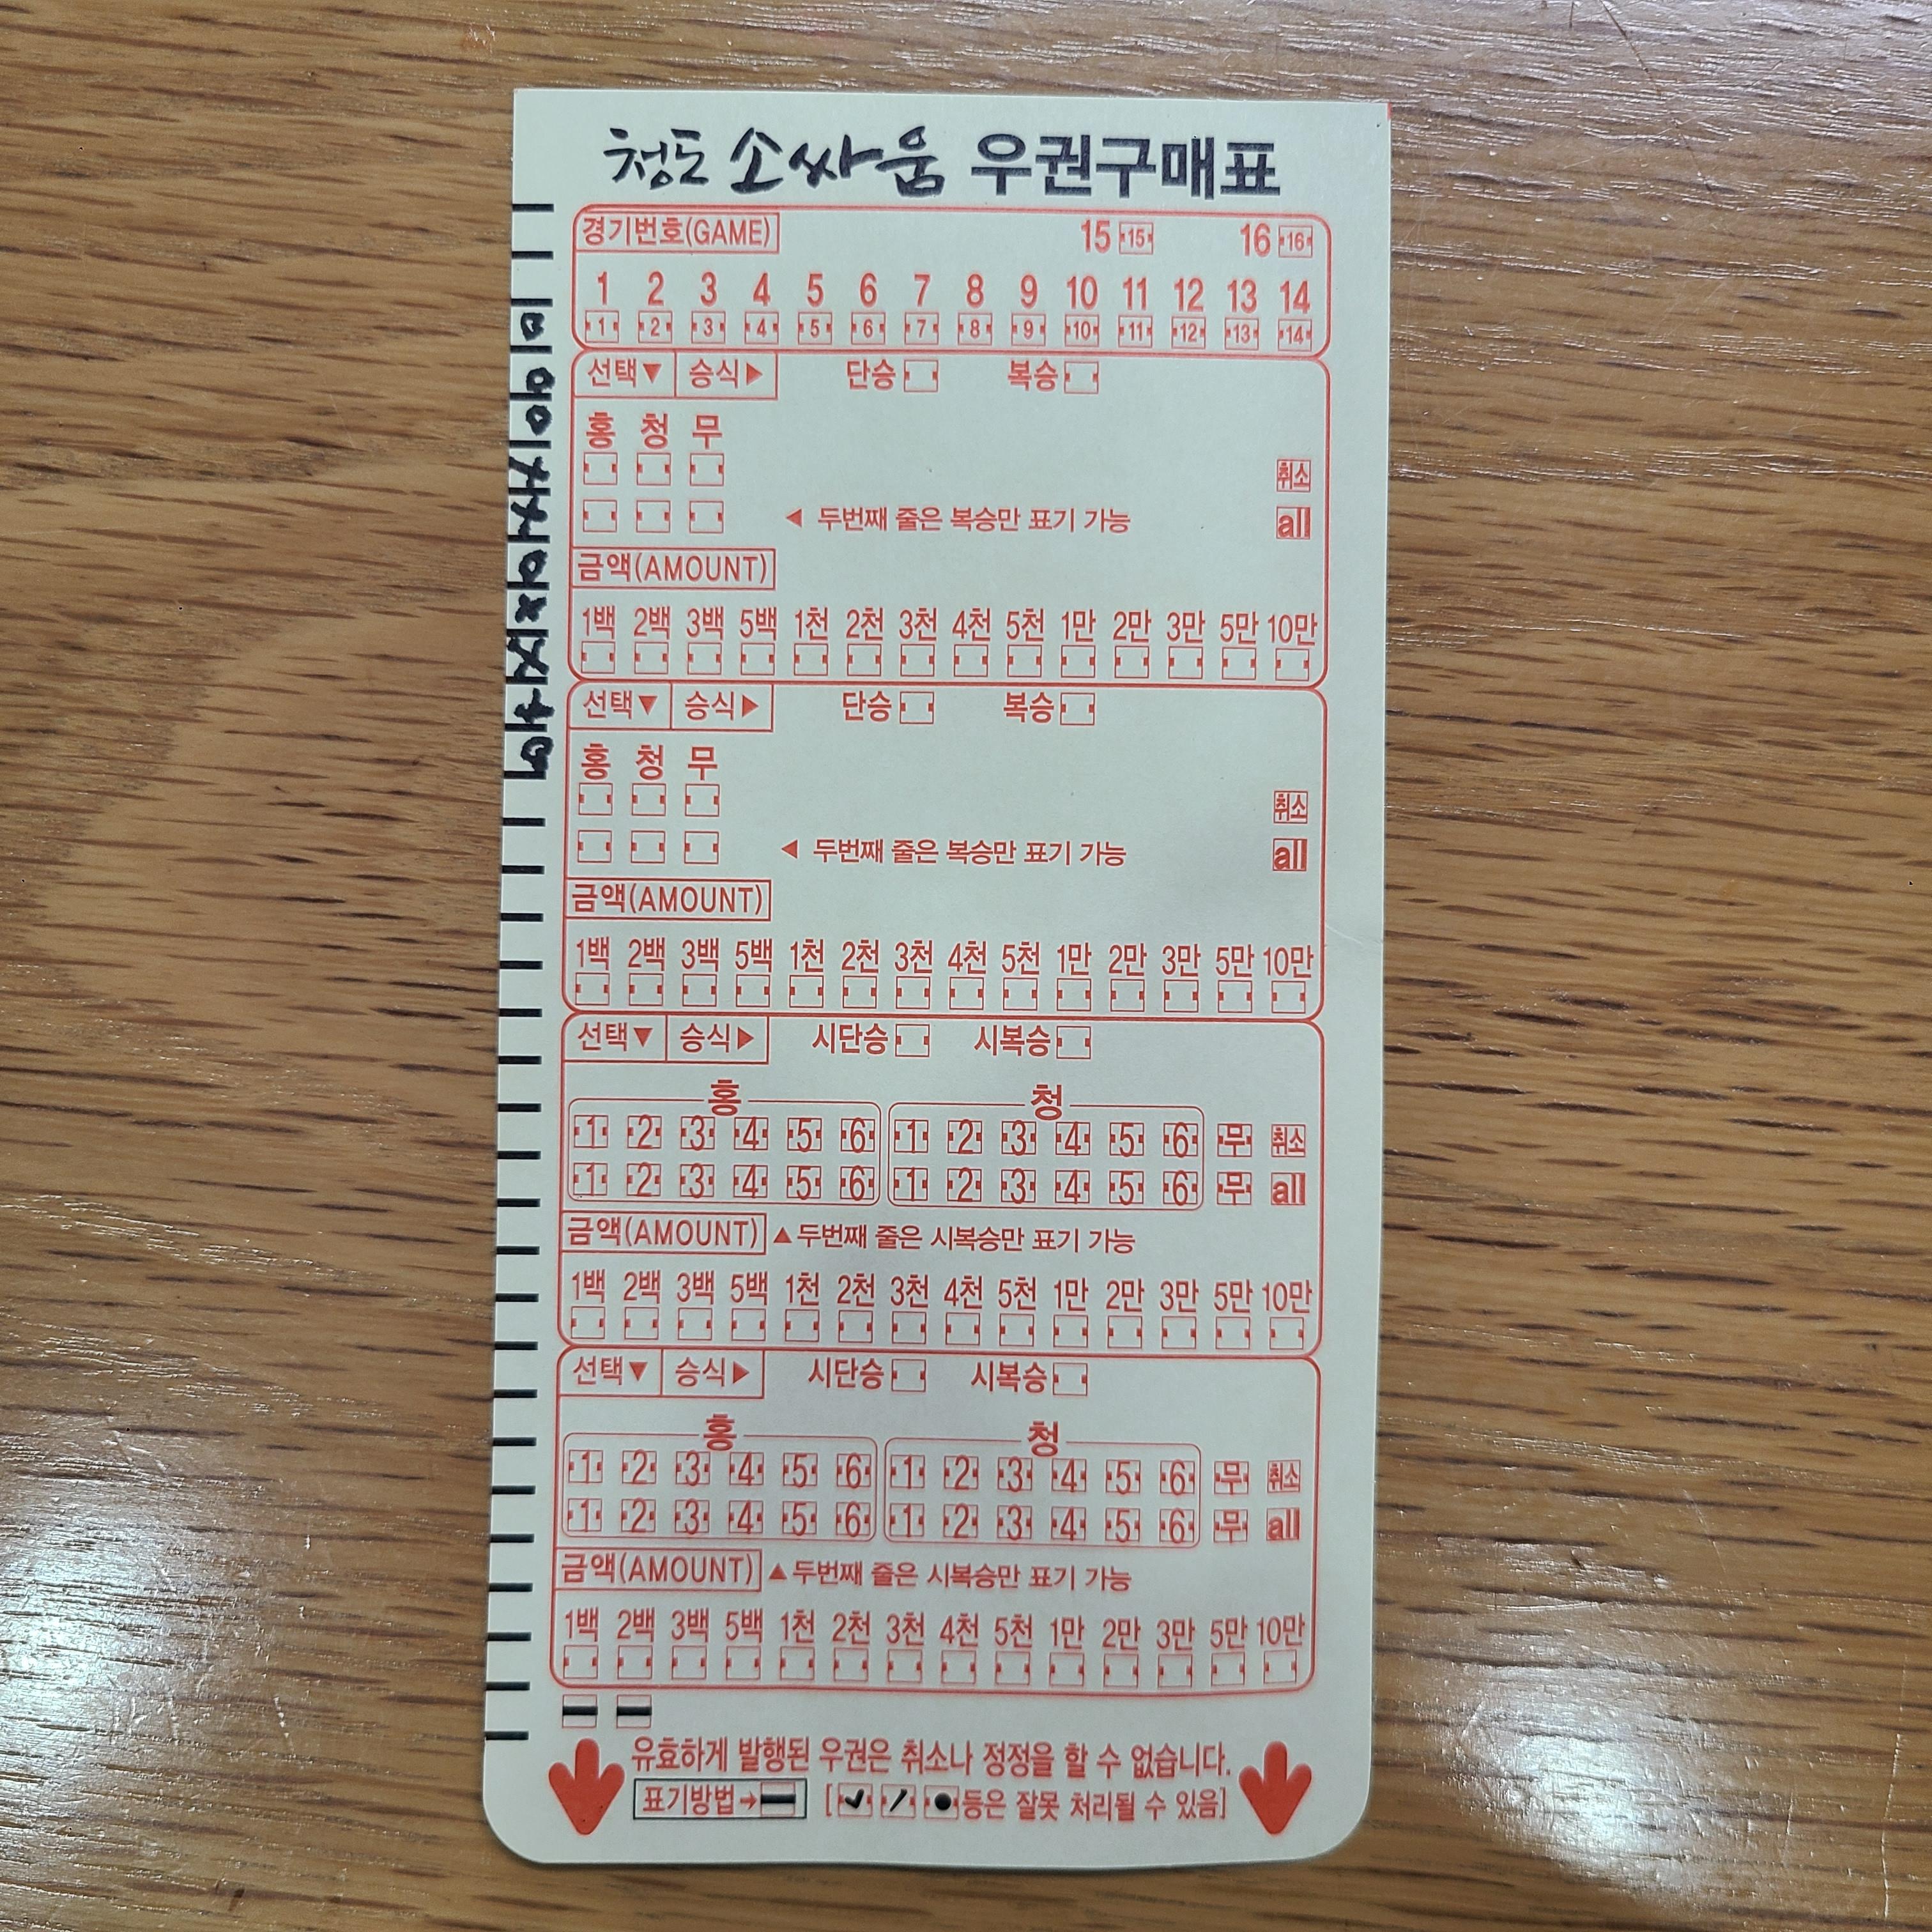 청도 소싸움 우권구매표
경기번호(GAME) 15 15 16 16
1 2 3 4 5 6 7 8 9 10 11 12 13 14
1 2 3 4 5 6 7 8 9 10 11 12 13 14
선택▼ 승식▶ 단승 복승
홍 청 무
취소
◀ 두번째 줄은 복승만 표기 가능 all
금액(AMOUNT)
1백 2백 3백 5백 1천 2천 3천 4천 5천 1만 2만 3만 5만 10만
선택▼ 승식▶ 단승 복승
홍 청 무
취소
◀ 두번째 줄은 복승만 표기 가능 all
금액(AMOUNT)
1백 2백 3백 5백 1천 2천 3천 4천 5천 1만 2만 3만 5만 10만
선택▼ 승식▶ 시단승 시복승
홍 청
1 2 3 4 5 6 1 2 3 4 5 6 무 취소
1 2 3 4 5 6 1 2 3 4 5 6 무 all
금액(AMOUNT) ▲두번째 줄은 시복승만 표기 가능
1백 2백 3백 5백 1천 2천 3천 4천 5천 1만 2만 3만 5만 10만
선택▼ 승식▶ 시단승 시복승
홍 청
1 2 3 4 5 6 1 2 3 4 5 6 무 취소
1 2 3 4 5 6 1 2 3 4 5 6 무 all
금액(AMOUNT) ▲두번째 줄은 시복승만 표기 가능
1백 2백 3백 5백 1천 2천 3천 4천 5천 1만 2만 3만 5만 10만
유효하게 발행된 우권은 취소나 정정을 할 수 없습니다.
표기방법→ [ 등은 잘못 처리될 수 있음]